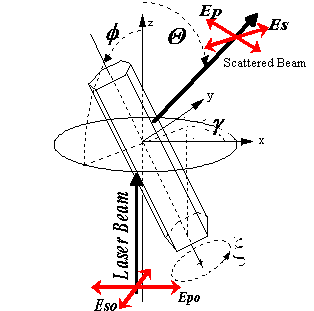 Ep
Es
ϕ
z
Θ
Scattered Beam
y
γ
x
Laser Beam
Eso
Epo